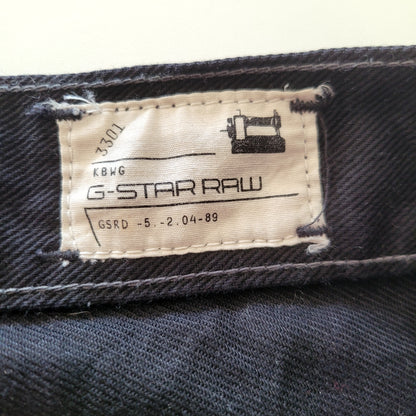 3301
KBWG
G-STAR RAW
GSRD -5.-2.04-89